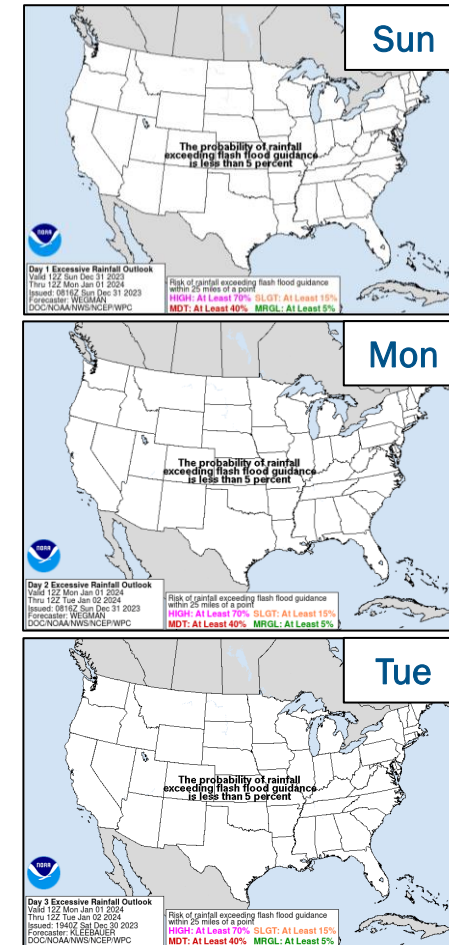 Sun
The probability of rainfall
exceeding flash flood guidance
is less than 5 percent
NOAA
Day 1 Excessive Rainfall Outlook
Valid 12Z Sun Dec 31 2023
Thru 12Z Mon Jan 01 2024
Issued: 0816Z Sun Dec 31 2023
Forecaster: WEGMAN
DOC/NOAA/NWS/NCEP/WPC
Risk of rainfall exceeding flash flood guidance
within 25 miles of a point
HIGH: At Least 70% SLGT: At Least 15%
MDT: At Least 40% MRGL: At Least 5%
Mon
The probability of rainfall
exceeding flash flood guidance
is less than 5 percent
NOAA
Day 2 Excessive Rainfall Outlook
Valid 12Z Mon Jan 01 2024
Thru 12Z Tue Jan 02 2024
Issued: 0816Z Sun Dec 31 2023
Forecaster: WEGMAN
DOC/NOAA/NWS/NCEP/WPC
Risk of rainfall exceeding flash flood guidance
within 25 miles of a point
HIGH: At Least 70% SLGT: At Least 15%
MDT: At Least 40% MRGL: At Least 5%
Tue
The probability of rainfall
exceeding flash flood guidance
is less than 5 percent
NOAA
Day 3 Excessive Rainfall Outlook
Valid 12Z Mon Jan 01 2024
Thru 12Z Tue Jan 02 2024
Issued: 1940Z Sat Dec 30 2023
Forecaster: KLEEBAUER
DOC/NOAA/NWS/NCEP/WPC
Risk of rainfall exceeding flash flood guidance
within 25 miles of a point
HIGH: At Least 70% SLGT: At Least 15%
MDT: At Least 40% MRGL: At Least 5%